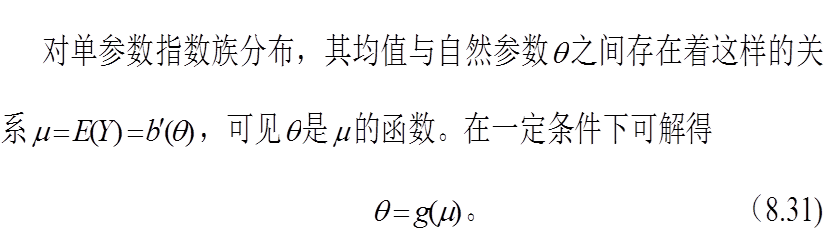 对单参数指数族分布，其均值与自然参数θ之间存在着这样的关
系μ=E(Y)=b′(θ)，可见θ是μ的函数。在一定条件下可解得
θ=g(μ)。 （8.31)